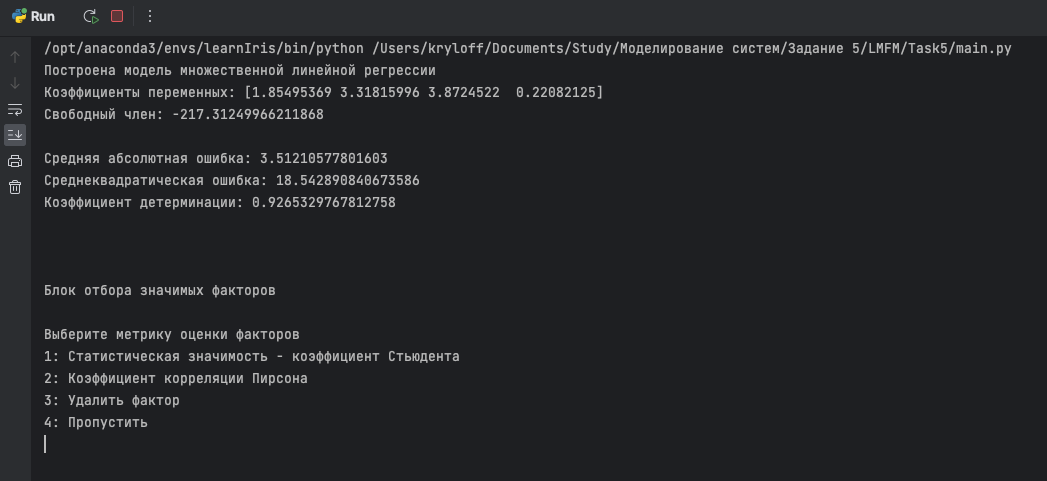 Run
/opt/anaconda3/envs/learnIris/bin/python /Users/kryloff/Documents/Study/Моделирование систем/Задание 5/LMFM/Task5/main.py
Построена модель множественной линейной регрессии
Коэффициенты переменных: [1.85495369 3.31815996 3.8724522  0.22082125]
Свободный член: -217.31249966211868
Средняя абсолютная ошибка: 3.51210577801603
Среднеквадратическая ошибка: 18.542890840673586
Коэффициент детерминации: 0.9265329767812758
Блок отбора значимых факторов
Выберите метрику оценки факторов
1: Статистическая значимость - коэффициент Стьюдента
2: Коэффициент корреляции Пирсона
3: Удалить фактор
4: Пропустить